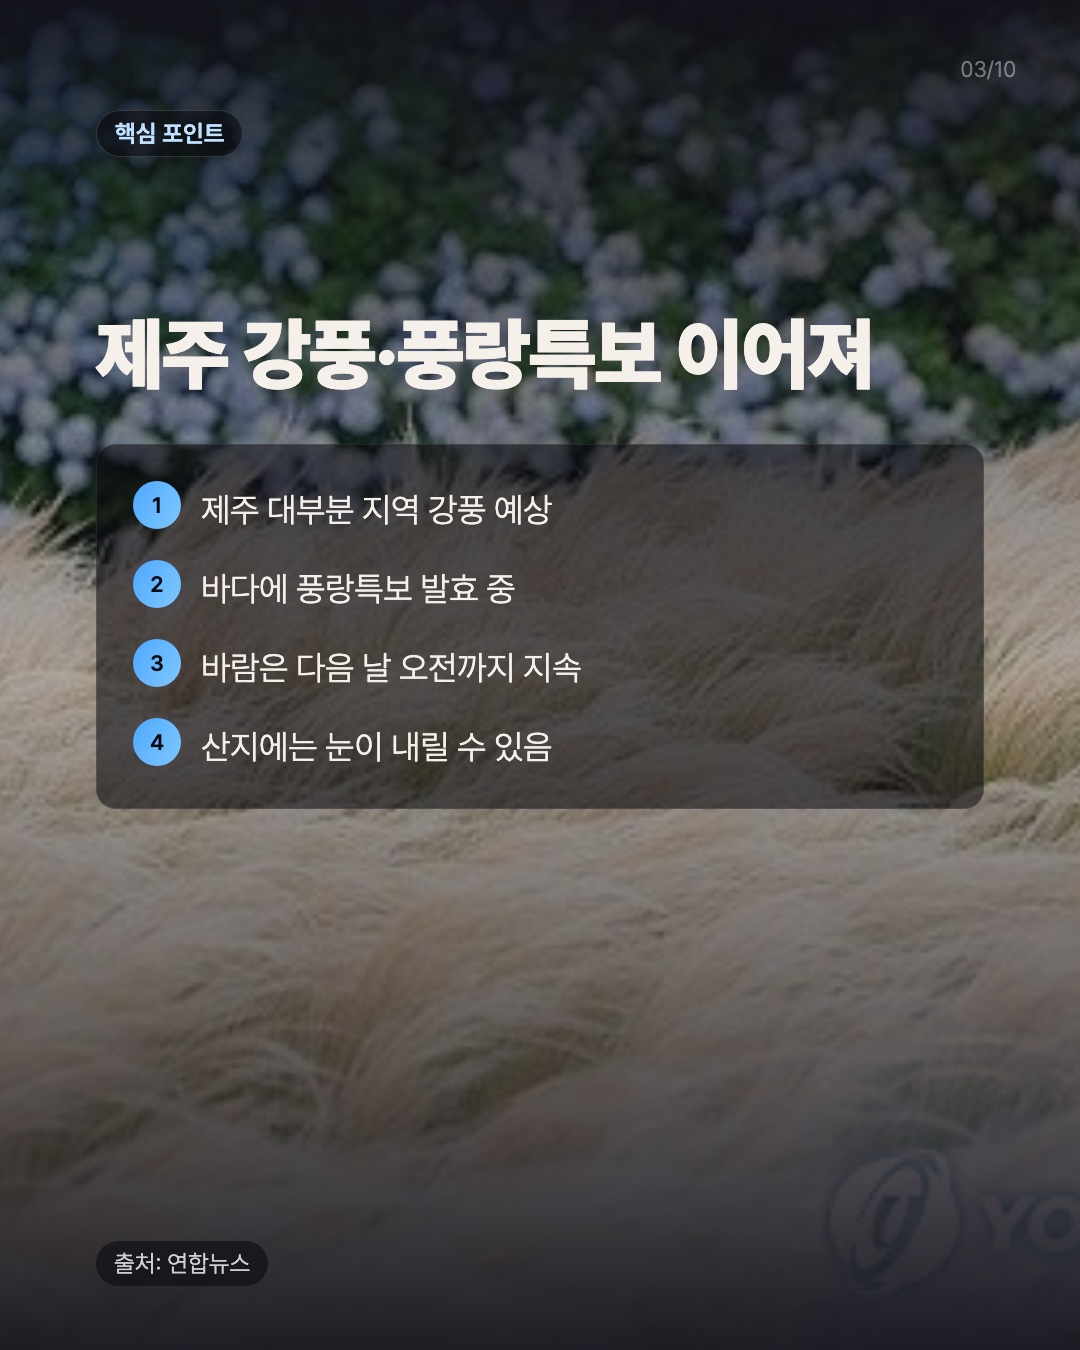 03/10
핵심 포인트
제주 강풍·풍랑특보 이어져
1 제주 대부분 지역 강풍 예상
2 바다에 풍랑특보 발효 중
3 바람은 다음 날 오전까지 지속
4 산지에는 눈이 내릴 수 있음
YO
출처: 연합뉴스